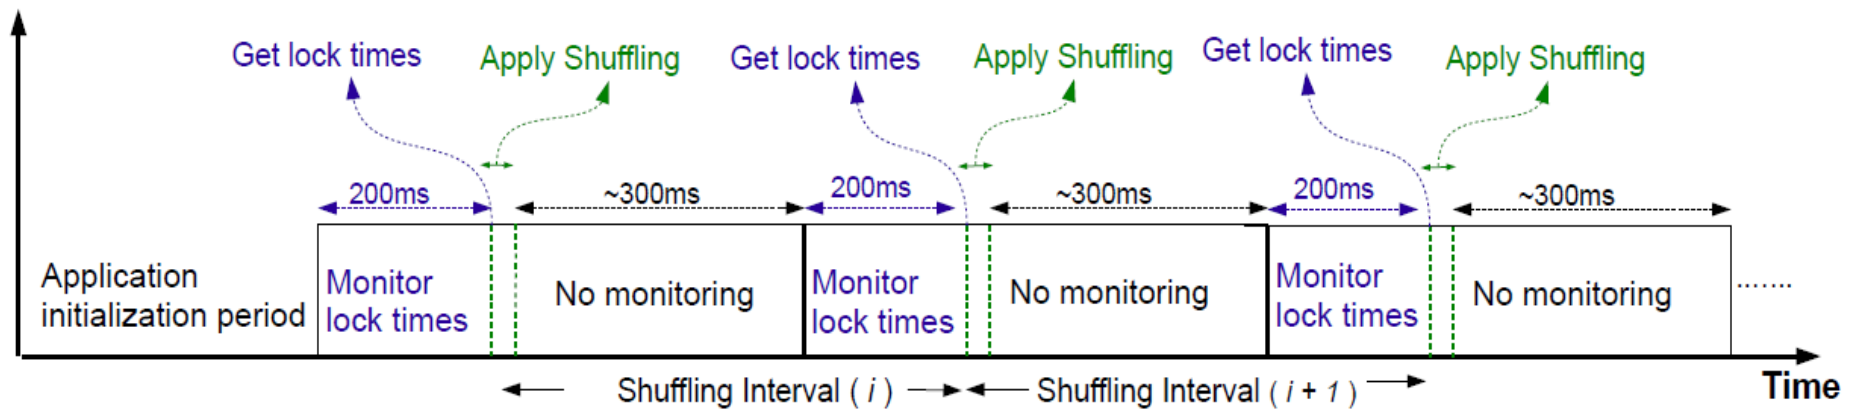 Get lock times
Apply Shuffling
Get lock times
Apply Shuffling
Get lock times
Apply Shuffling
200ms
~300ms
200ms
~300ms
200ms
~300ms
Application
initialization period
Monitor
lock times
No monitoring
Monitor
lock times
No monitoring
Monitor
lock times
No monitoring
.......
Shuffling Interval ( i )
Shuffling Interval ( i + 1 )
Time